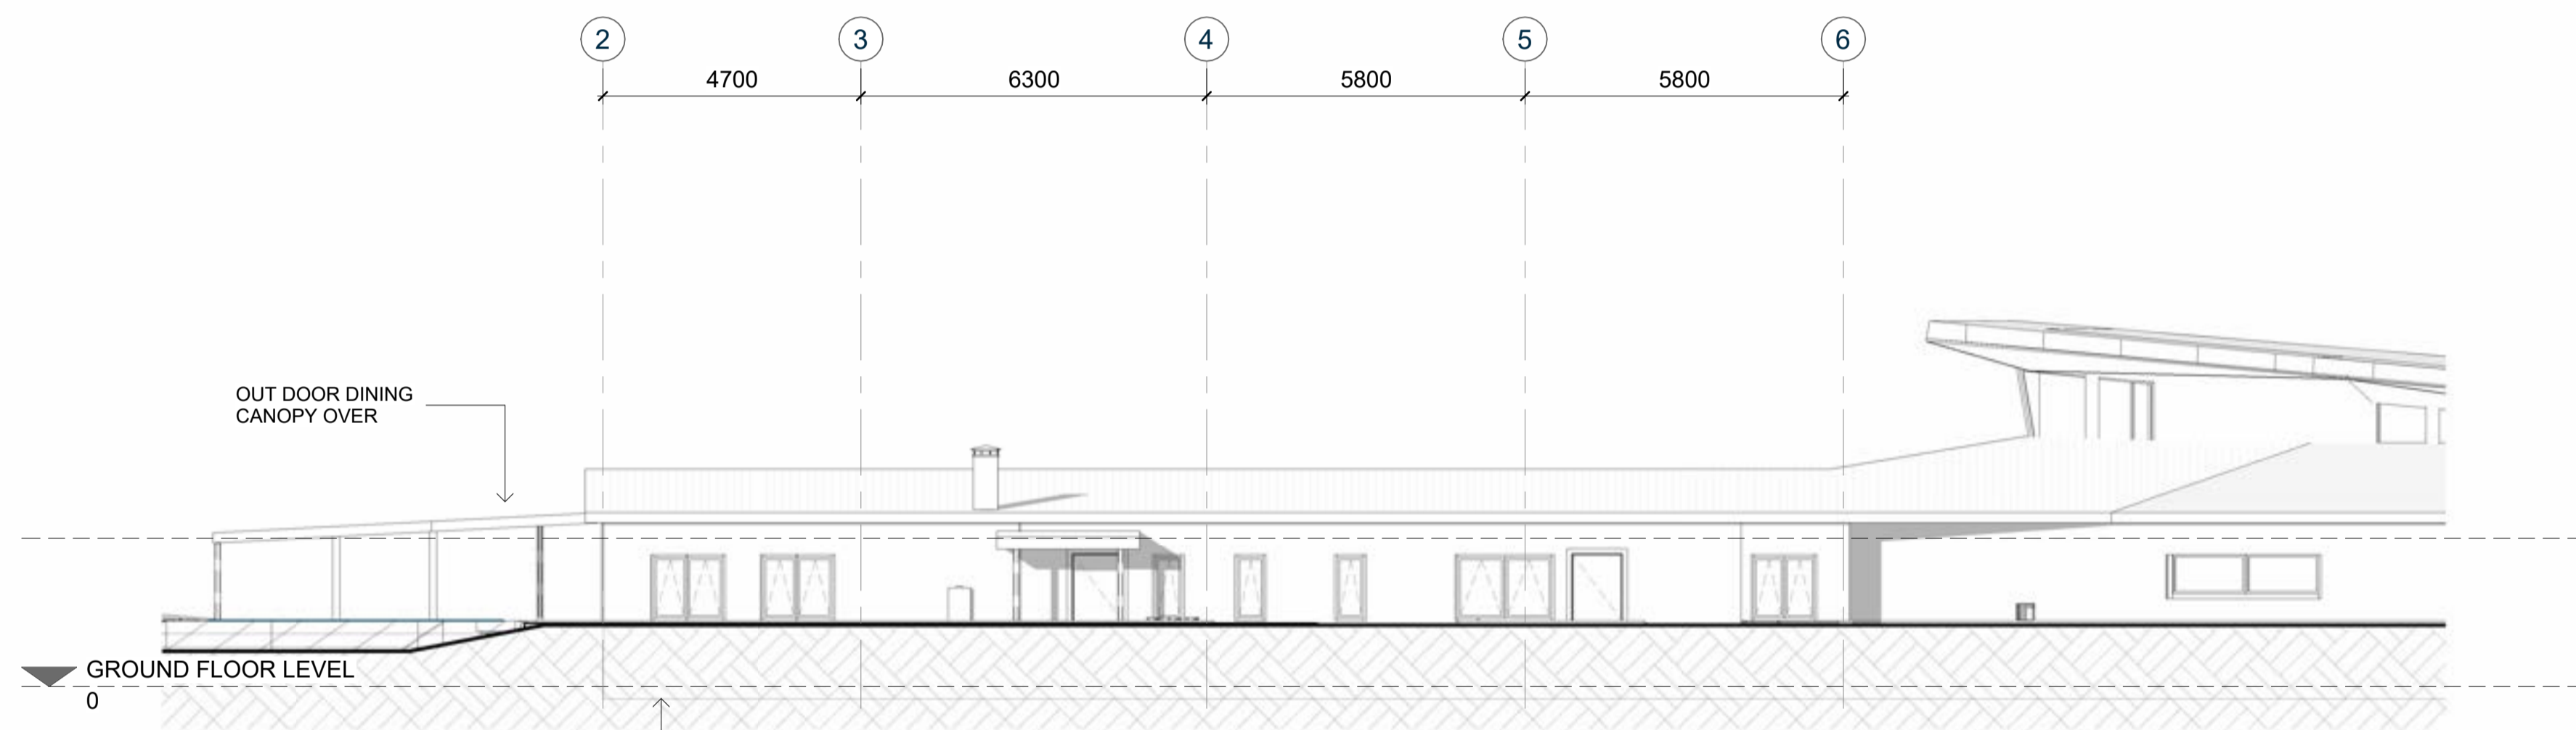 2 3 4 5 6
4700 6300 5800 5800
OUT DOOR DINING
CANOPY OVER
GROUND FLOOR LEVEL
0